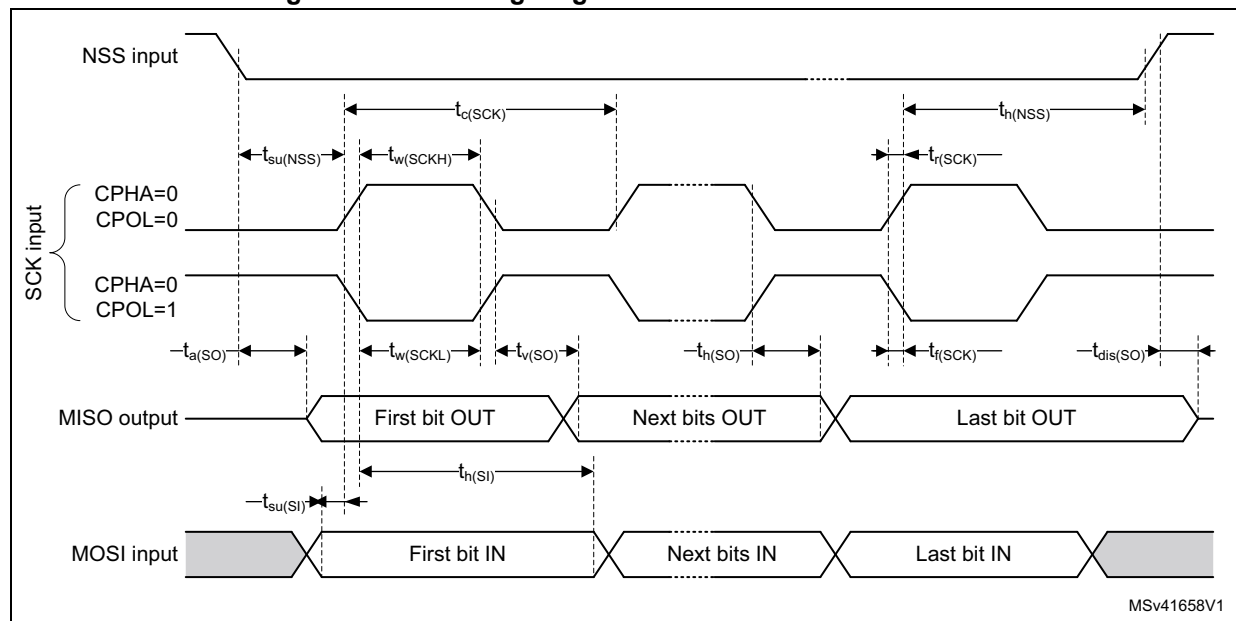 NSS input
tc(SCK)
th(NSS)
tsu(NSS)
tw(SCKH)
tr(SCK)
SCK input
CPHA=0
CPOL=0
CPHA=0
CPOL=1
ta(SO)
tw(SCKL)
tv(SO)
th(SO)
tf(SCK)
tdis(SO)
MISO output
First bit OUT
Next bits OUT
Last bit OUT
th(SI)
tsu(SI)
MOSI input
First bit IN
Next bits IN
Last bit IN
MSv41658V1